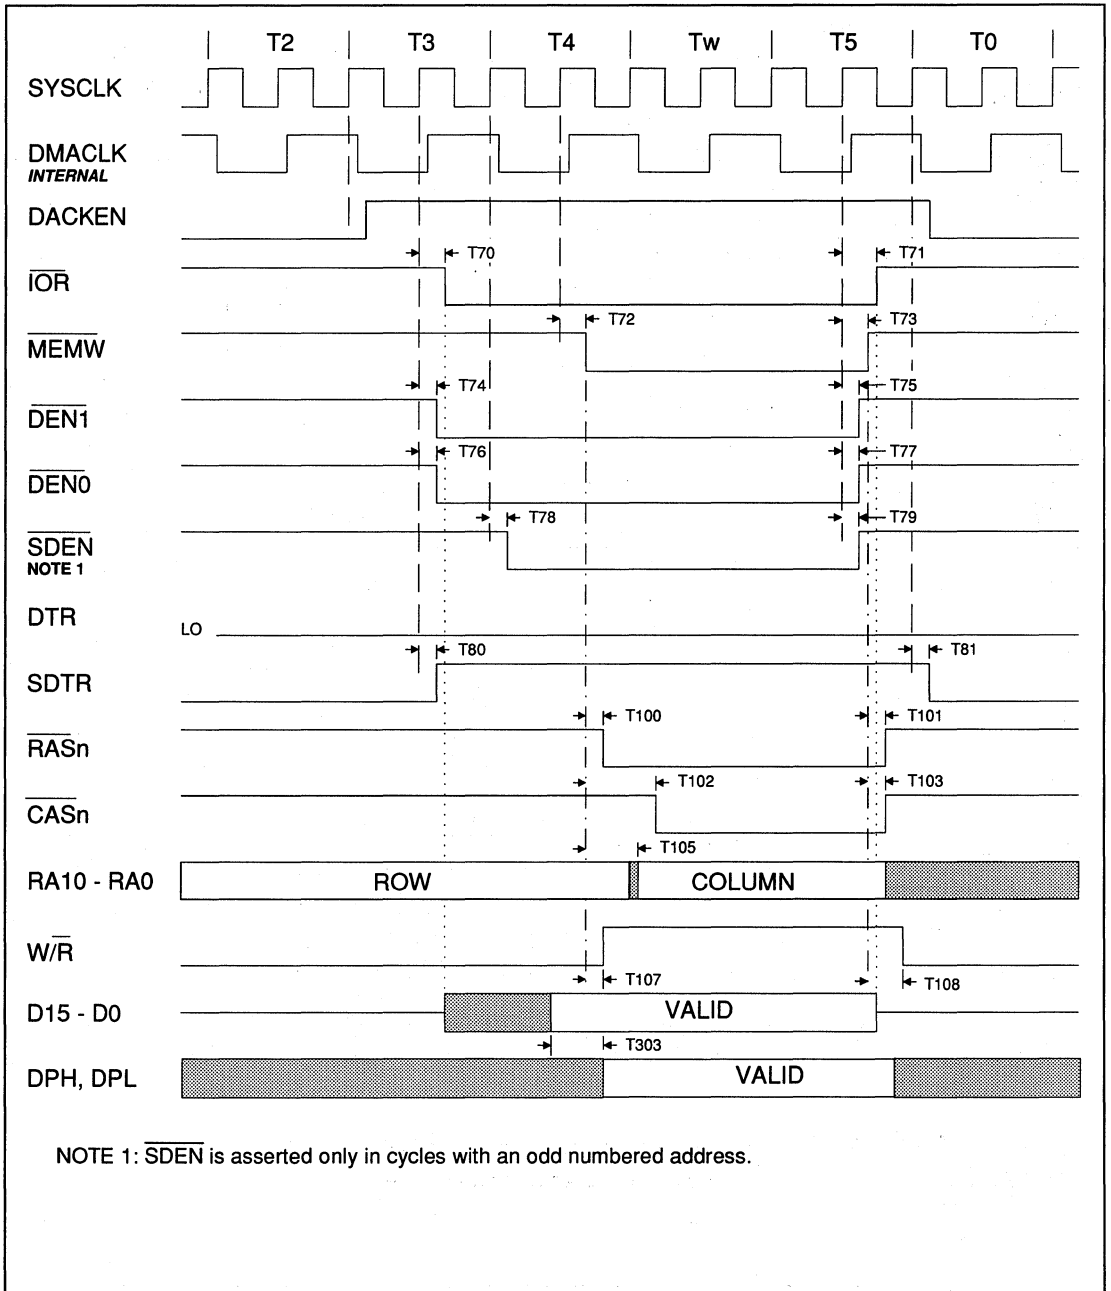 T2 T3 T4 Tw T5 T0
SYSCLK
DMACLK
INTERNAL
DACKEN
T70 T71
IOR
T72 T73
MEMW
T74 T75
DEN1
T76 T77
DEN0
T78 T79
SDEN
NOTE 1
DTR
LO
T80 T81
SDTR
T100 T101
RASn
T102 T103
CASn
T105
RA10 - RA0 ROW COLUMN
W/R
T107 T108
D15 - D0 VALID
T303
DPH, DPL VALID
NOTE 1: SDEN is asserted only in cycles with an odd numbered address.